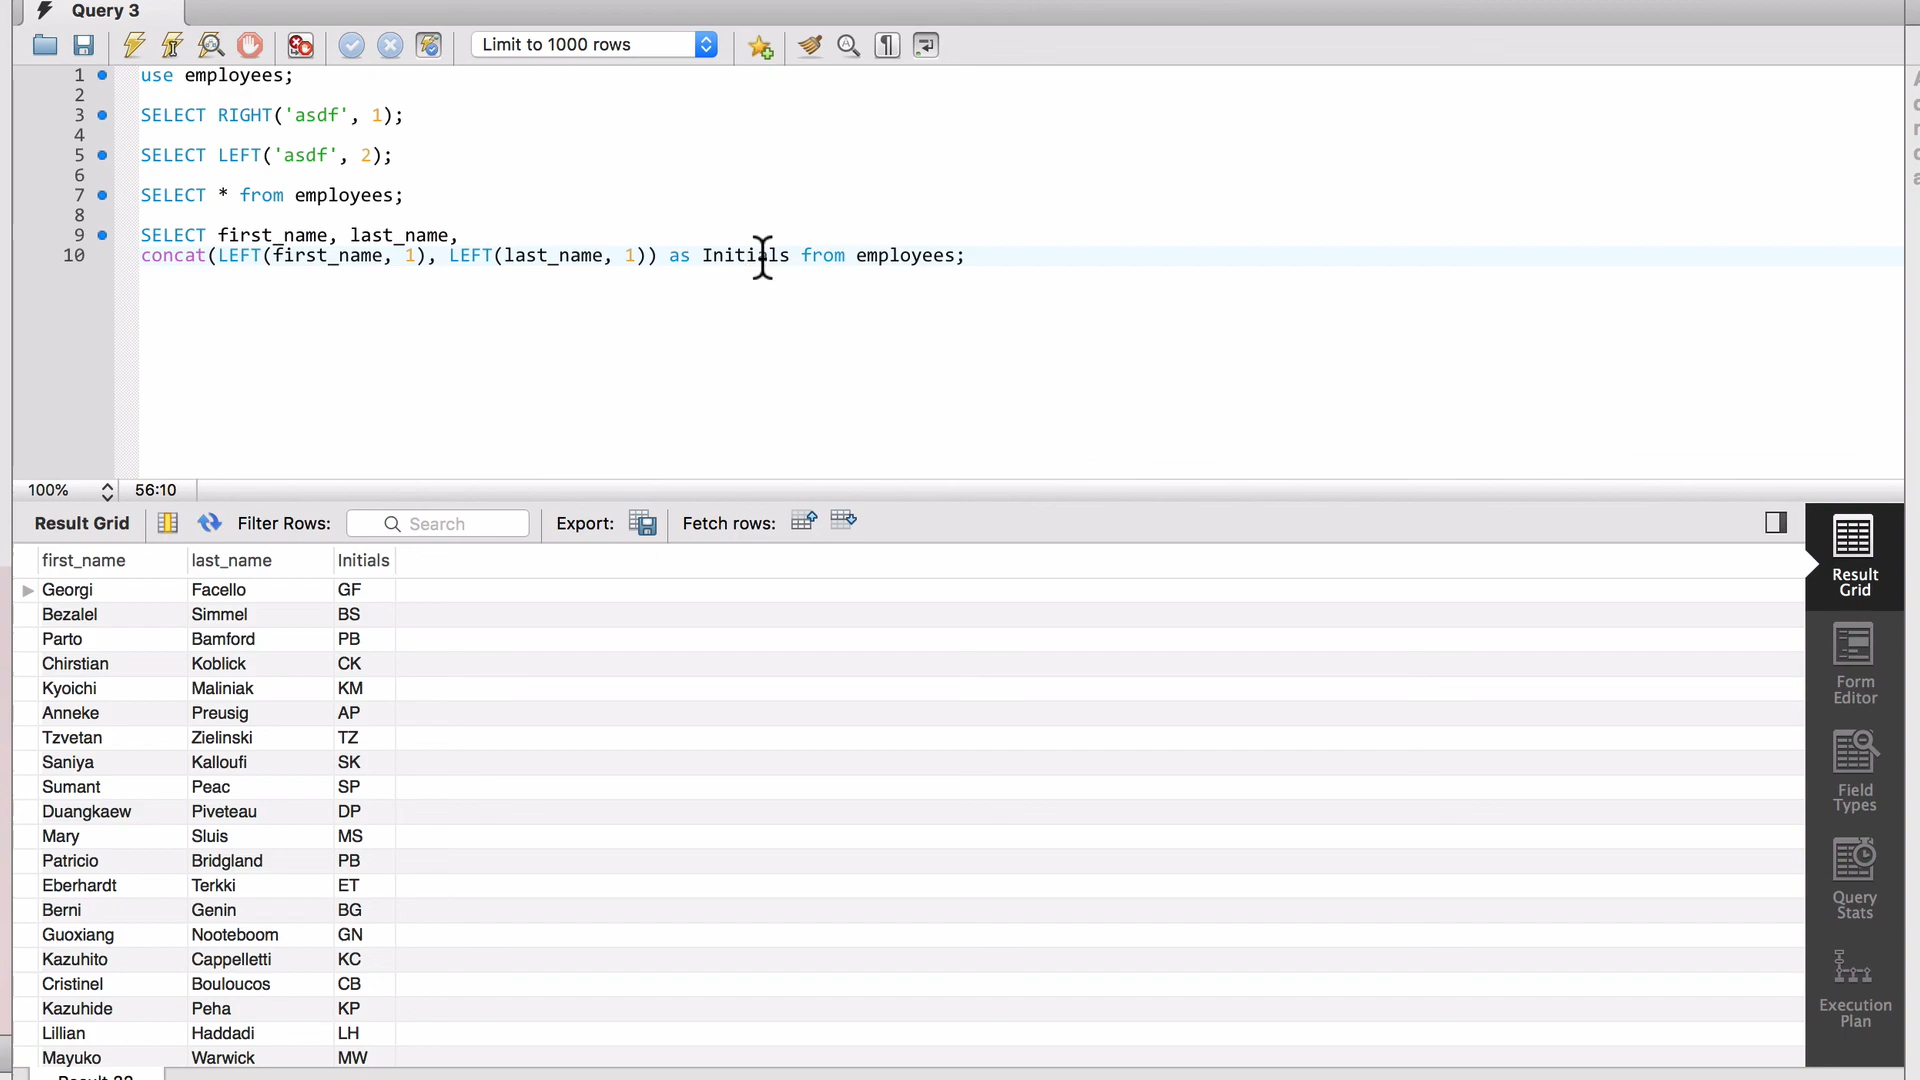 Query 3
Limit to 1000 rows
1 use employees;
2
3 SELECT RIGHT('asdf', 1);
4
5 SELECT LEFT('asdf', 2);
6
7 SELECT * from employees;
8
9 SELECT first_name, last_name,
10 concat(LEFT(first_name, 1), LEFT(last_name, 1)) as Initials from employees;
100% 56:10
Result Grid Filter Rows: Search Export: Fetch rows:
first_name last_name Initials
Georgi Facello GF
Bezalel Simmel BS
Parto Bamford PB
Chirstian Koblick CK
Kyoichi Maliniak KM
Anneke Preusig AP
Tzvetan Zielinski TZ
Saniya Kalloufi SK
Sumant Peac SP
Duangkaew Piveteau DP
Mary Sluis MS
Patricio Bridgland PB
Eberhardt Terkki ET
Berni Genin BG
Guoxiang Nooteboom GN
Kazuhito Cappelletti KC
Cristinel Bouloucos CB
Kazuhide Peha KP
Lillian Haddadi LH
Mayuko Warwick MW
Result
Grid
Form
Editor
Field
Types
Query
Stats
Execution
Plan